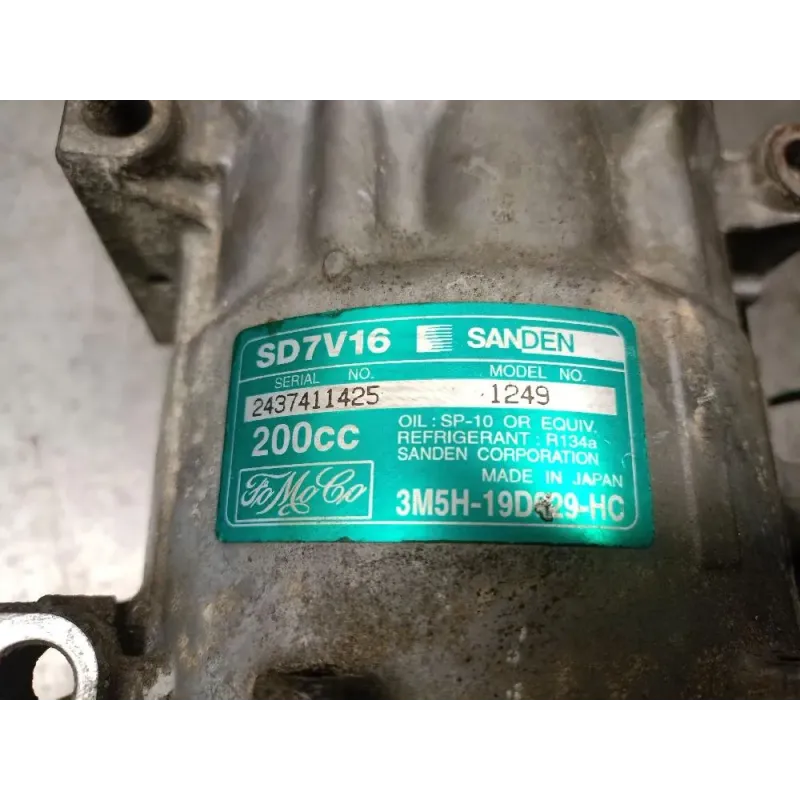 SD7V16 SANDEN
SERIAL NO. MODEL NO.
2437411425 1249
200CC OIL : SP-10 OR EQUIV.
REFRIGERANT : R134a
SANDEN CORPORATION
MADE IN JAPAN
FoMoCo